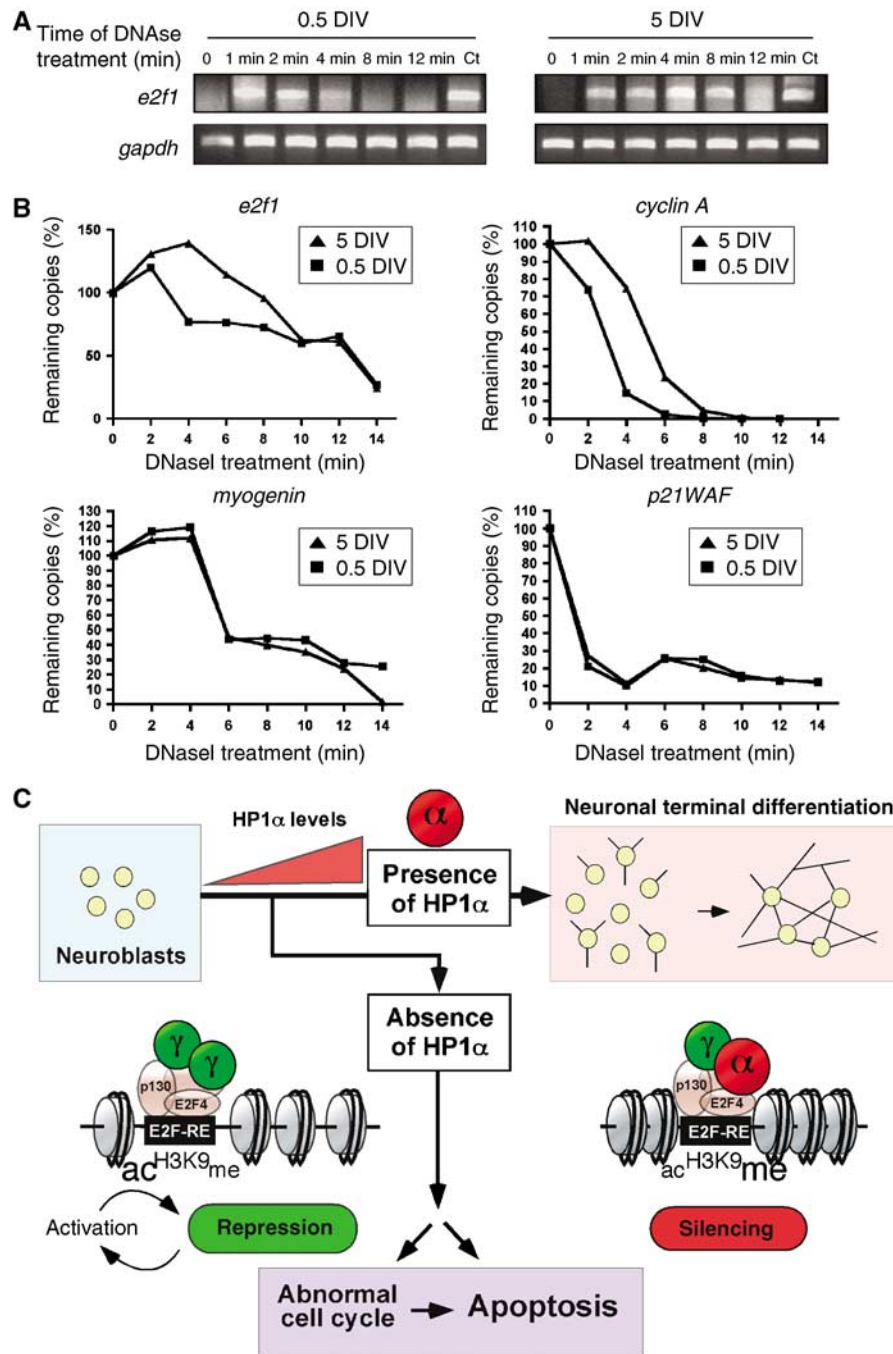 A
Time of DNAse
treatment (min)
0.5 DIV
0 1 min 2 min 4 min 8 min 12 min Ct
5 DIV
0 1 min 2 min 4 min 8 min 12 min Ct
e2f1
gapdh
B
e2f1
Remaining copies (%)
150
100
50
0
5 DIV
0.5 DIV
0 2 4 6 8 10 12 14
DNaseI treatment (min)
cyclin A
Remaining copies (%)
110
100
90
80
70
60
50
40
30
20
10
0
5 DIV
0.5 DIV
0 2 4 6 8 10 12 14
DNaseI treatment (min)
myogenin
Remaining copies (%)
130
120
110
100
90
80
70
60
50
40
30
20
10
0
5 DIV
0.5 DIV
0 2 4 6 8 10 12 14
DNaseI treatment (min)
p21WAF
Remaining copies (%)
110
100
90
80
70
60
50
40
30
20
10
0
5 DIV
0.5 DIV
0 2 4 6 8 10 12 14
DNaseI treatment (min)
C
HP1α levels
α
Neuronal terminal differentiation
Presence
of HP1α
Neuroblasts
Absence
of HP1α
γ
γ
p130
E2F4
E2F-RE
ac H3K9 me
Activation
Repression
γ
α
p130
E2F4
E2F-RE
ac H3K9 me
Silencing
Abnormal
cell cycle
Apoptosis